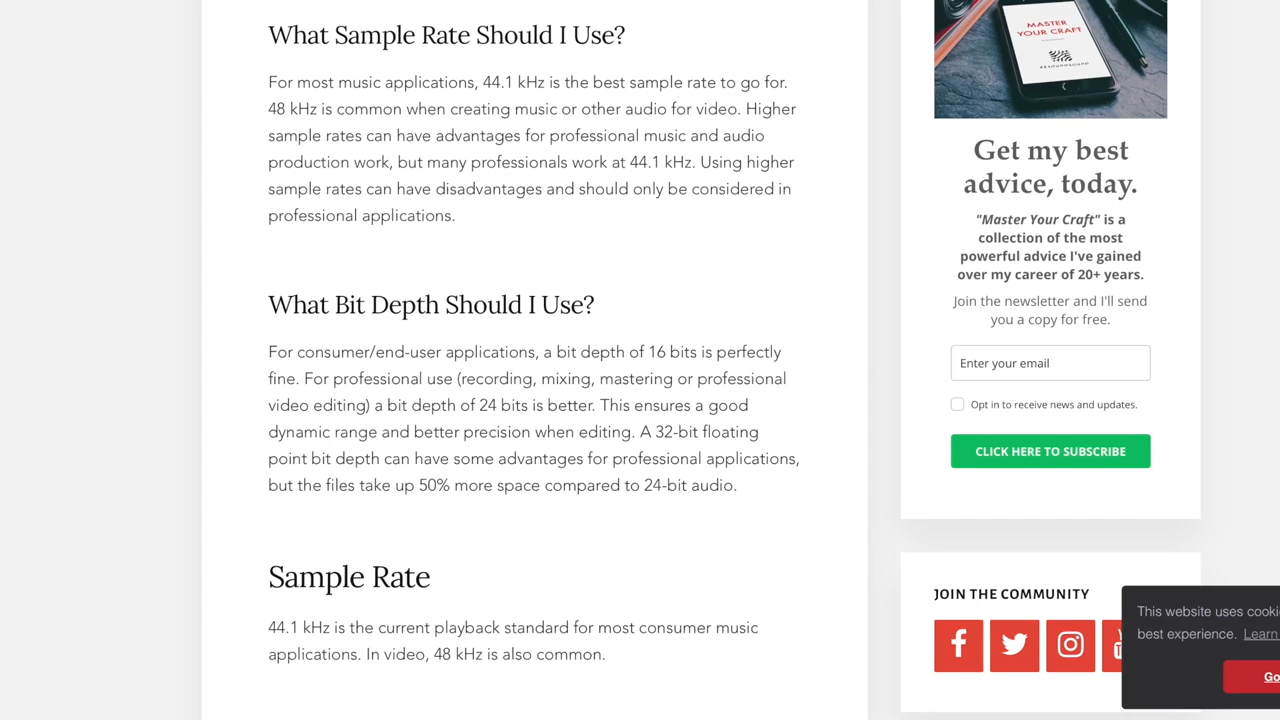 What Sample Rate Should I Use?
For most music applications, 44.1 kHz is the best sample rate to go for.
48 kHz is common when creating music or other audio for video. Higher
sample rates can have advantages for professional music and audio
production work, but many professionals work at 44.1 kHz. Using higher
sample rates can have disadvantages and should only be considered in
professional applications.
What Bit Depth Should I Use?
For consumer/end-user applications, a bit depth of 16 bits is perfectly
fine. For professional use (recording, mixing, mastering or professional
video editing) a bit depth of 24 bits is better. This ensures a good
dynamic range and better precision when editing. A 32-bit floating
point bit depth can have some advantages for professional applications,
but the files take up 50% more space compared to 24-bit audio.
Sample Rate
44.1 kHz is the current playback standard for most consumer music
applications. In video, 48 kHz is also common.
MASTER
YOUR CRAFT
Get my best
advice, today.
"Master Your Craft" is a
collection of the most
powerful advice I've gained
over my career of 20+ years.
Join the newsletter and I'll send
you a copy for free.
Enter your email
Opt in to receive news and updates.
CLICK HERE TO SUBSCRIBE
JOIN THE COMMUNITY
This website uses cooki
best experience. Learn
Go